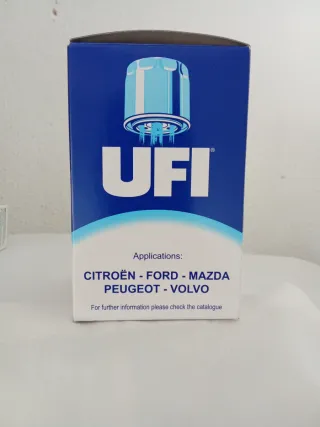 UFI®
Applications:
CITROËN - FORD - MAZDA
PEUGEOT - VOLVO
For further information please check the catalogue